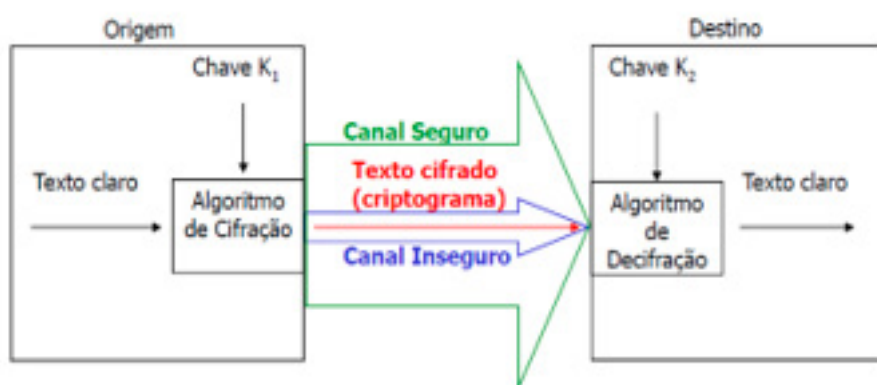 Origem
Chave K₁
Texto claro
Algoritmo
de Cifração
Canal Seguro
Texto cifrado
(criptograma)
Canal Inseguro
Destino
Chave K₂
Algoritmo
de
Decifração
Texto claro